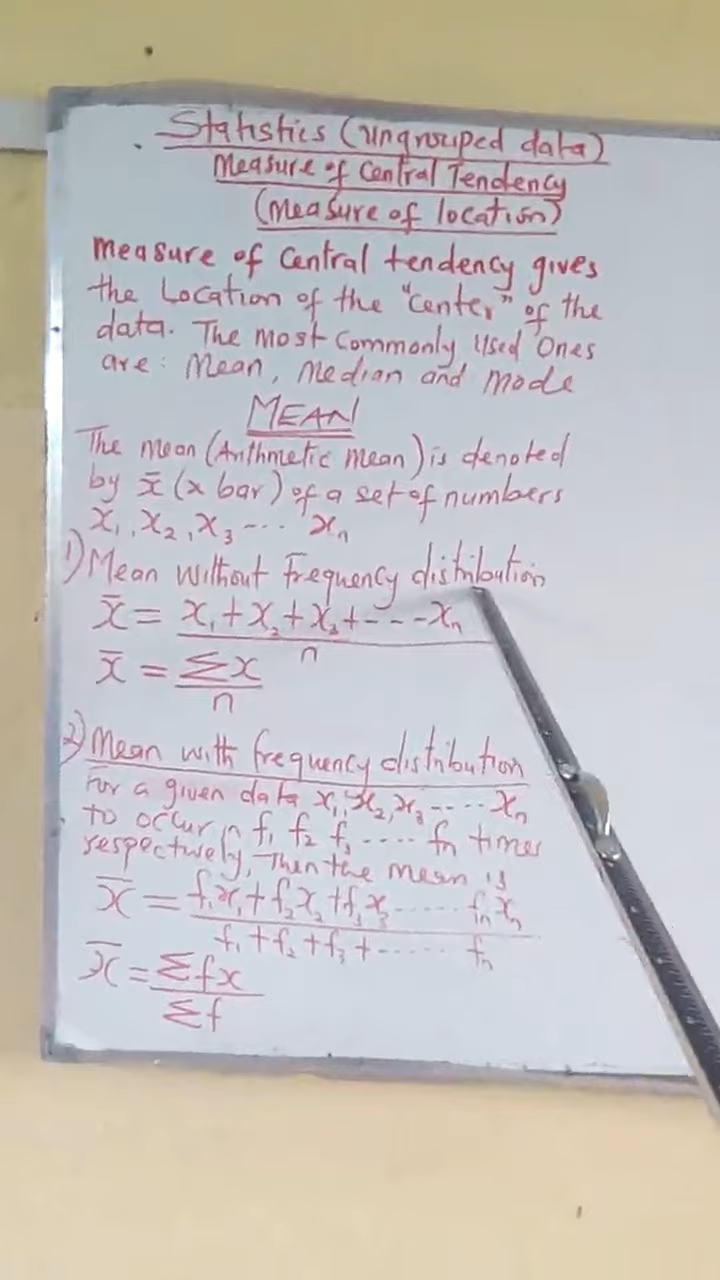 Statistics (Ungrouped data)
Measure of Central Tendency
(Measure of location)
Measure of Central tendency gives
the Location of the "Center" of the
data. The most commonly Used Ones
are: Mean, Median and Mode
MEAN
The mean (Arithmetic mean) is denoted
by x̄ (x bar) of a set of numbers
x₁, x₂, x₃ --- xₙ
1) Mean without Frequency distribution
x̄ = x₁ + x₂ + x₃ + ---- xₙ
n
x̄ = Σx
n
2) Mean with frequency distribution
For a given data x₁, x₂, x₃ ---- xₙ
to occur in f₁ f₂ f₃ ---- fₙ times
respectively, Then the mean is
x̄ = f₁x₁ + f₂x₂ + f₃x₃ ...... fₙxₙ
f₁ + f₂ + f₃ + ...... fₙ
x̄ = Σfx
Σf